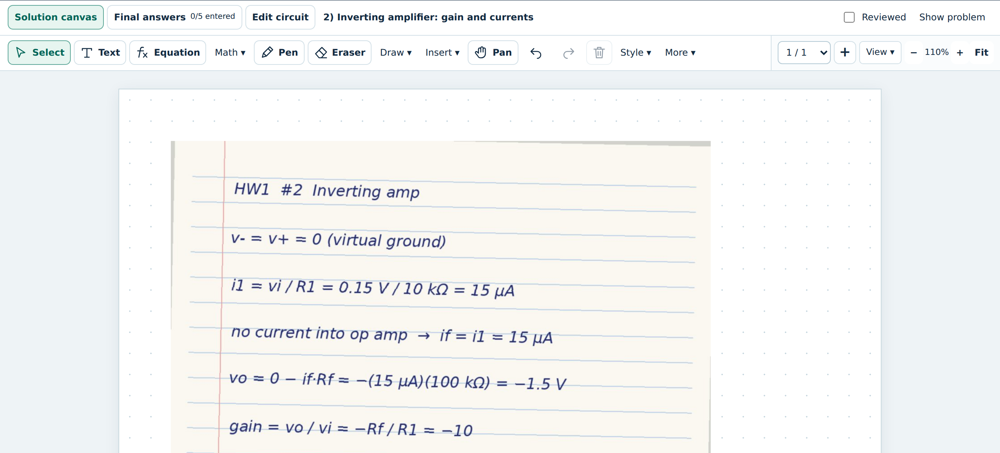 Solution canvas Final answers 0/5 entered Edit circuit 2) Inverting amplifier: gain and currents Reviewed Show problem
Select Text fx Equation Math ▾ Pen Eraser Draw ▾ Insert ▾ Pan Style ▾ More ▾ 1 / 1 + View ▾ − 110% + Fit
HW1 #2 Inverting amp
v- = v+ = 0 (virtual ground)
i1 = vi / R1 = 0.15 V / 10 kΩ = 15 µA
no current into op amp → if = i1 = 15 µA
vo = 0 − if·Rf = −(15 µA)(100 kΩ) = −1.5 V
gain = vo / vi = −Rf / R1 = −10